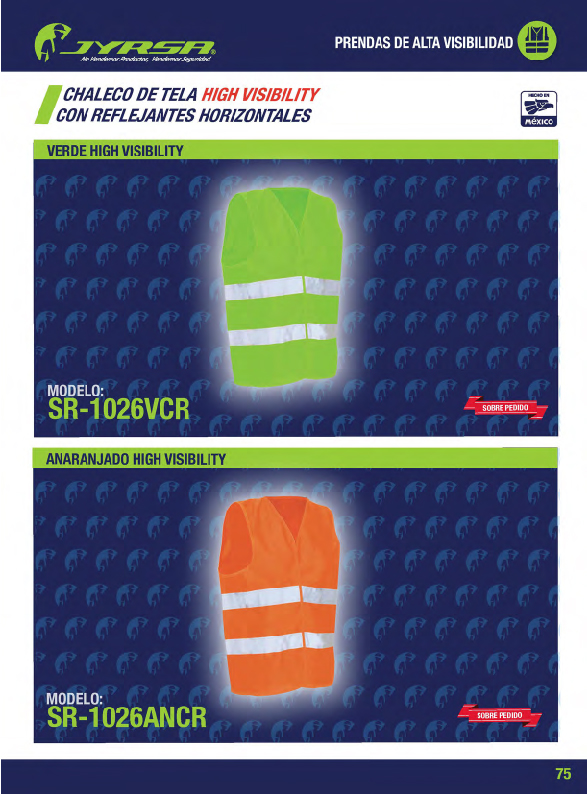 JYRSA®
No Vendemos Productos, Vendemos Seguridad
PRENDAS DE ALTA VISIBILIDAD
CHALECO DE TELA HIGH VISIBILITY
CON REFLEJANTES HORIZONTALES
HECHO EN
MÉXICO
VERDE HIGH VISIBILITY
MODELO:
SR-1026VCR
SOBRE PEDIDO
ANARANJADO HIGH VISIBILITY
MODELO:
SR-1026ANCR
SOBRE PEDIDO
75